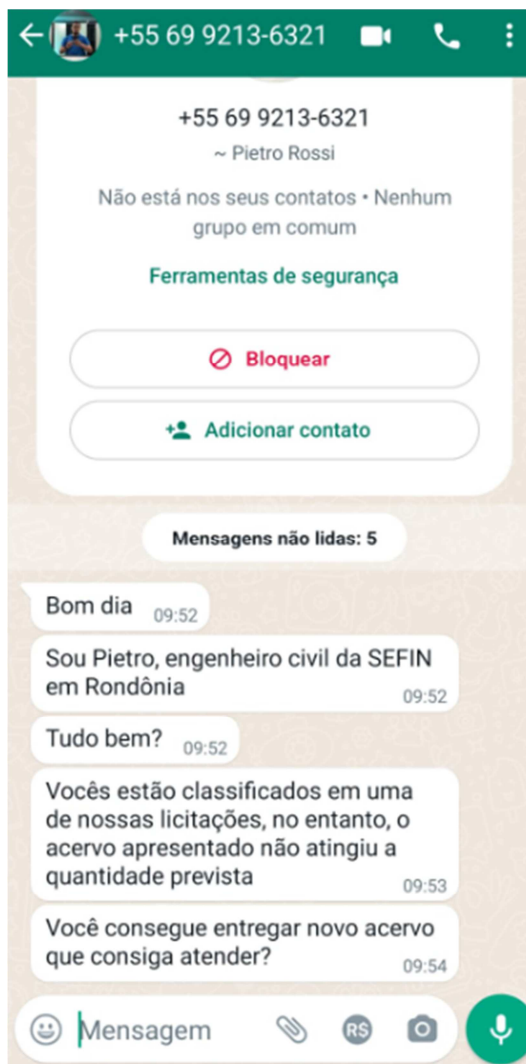 +55 69 9213-6321
+55 69 9213-6321
~ Pietro Rossi
Não está nos seus contatos • Nenhum
grupo em comum
Ferramentas de segurança
Bloquear
Adicionar contato
Mensagens não lidas: 5
Bom dia 09:52
Sou Pietro, engenheiro civil da SEFIN
em Rondônia 09:52
Tudo bem? 09:52
Vocês estão classificados em uma
de nossas licitações, no entanto, o
acervo apresentado não atingiu a
quantidade prevista 09:53
Você consegue entregar novo acervo
que consiga atender? 09:54
Mensagem R$